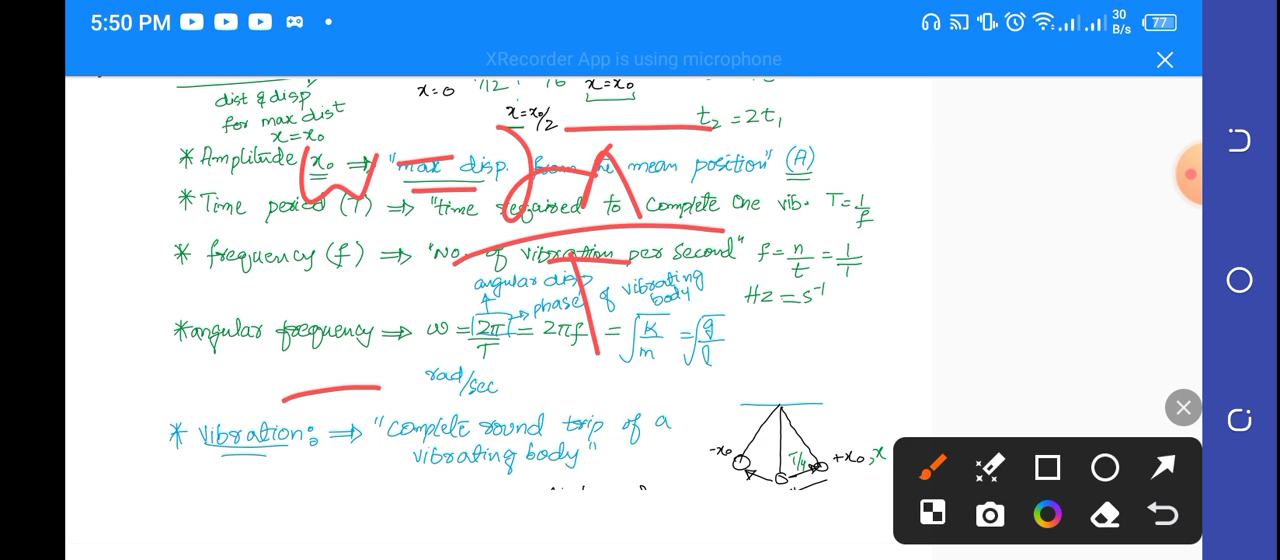 5:50 PM
30 B/s 77
XRecorder App is using microphone
dist & disp
for max dist
x = x₀
x=0
x=x₀/2
x=x₀
t₂ = 2t₁
* Amplitude x₀ ⇒ "max disp. from the mean position" (A)
* Time period (T) ⇒ "time required to complete one vib. T = 1/f
* frequency (f) ⇒ "No. of vibration per second" f = n/t = 1/T
Hz = s⁻¹
angular disp
phase of vibrating body
* angular frequency ⇒ ω = 2π/T = 2πf = √K/m = √g/l
rad/sec
W = 2π
T
* Vibration: ⇒ "Complete round trip of a
vibrating body"
-x₀
T/4
+x₀, x